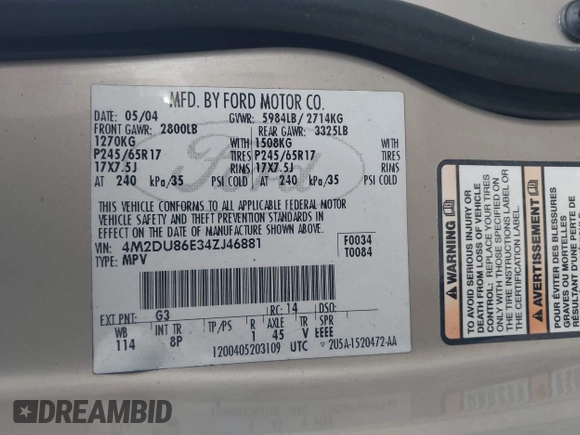 MFD. BY FORD MOTOR CO.
DATE: 05/04 GVWR: 5984LB/ 2714KG
FRONT GAWR: 2800LB REAR GAWR: 3325LB
1270KG WITH 1508KG WITH
P245/65R17 TIRES P245/65R17 TIRES
17X7.5J RIMS 17X7.5J RIMS
AT 240 kPa/35 PSI COLD AT 240 kPa/35 PSI COLD
THIS VEHICLE CONFORMS TO ALL APPLICABLE FEDERAL MOTOR
VEHICLE SAFETY AND THEFT PREVENTION STANDARDS IN
EFFECT ON THE DATE OF MANUFACTURE SHOWN ABOVE.
VIN: 4M2DU86E34ZJ46881 F0034
TYPE: MPV T0084
EXT PNT: G3 RC: 14 DSO:
WB INT TR TP/PS R AXLE TR SPR
114 8P 1 45 V EEEE
1200405203109 UTC 2U5A-1520472-AA
Ford
TO AVOID INJURY OR
DEATH FROM LOSS OF VEHICLE
CONTROL: REPLACE YOUR TIRES
ONLY WITH THOSE SPECIFIED ON
THE TIRE INSTRUCTIONS LABEL OR
THE CERTIFICATION LABEL.
AVERTISSEMENT
POUR ÉVITER DES BLESSURES
GRAVES OU MORTELLES
RÉSULTANT D'UNE PERTE DE
DREAMBID